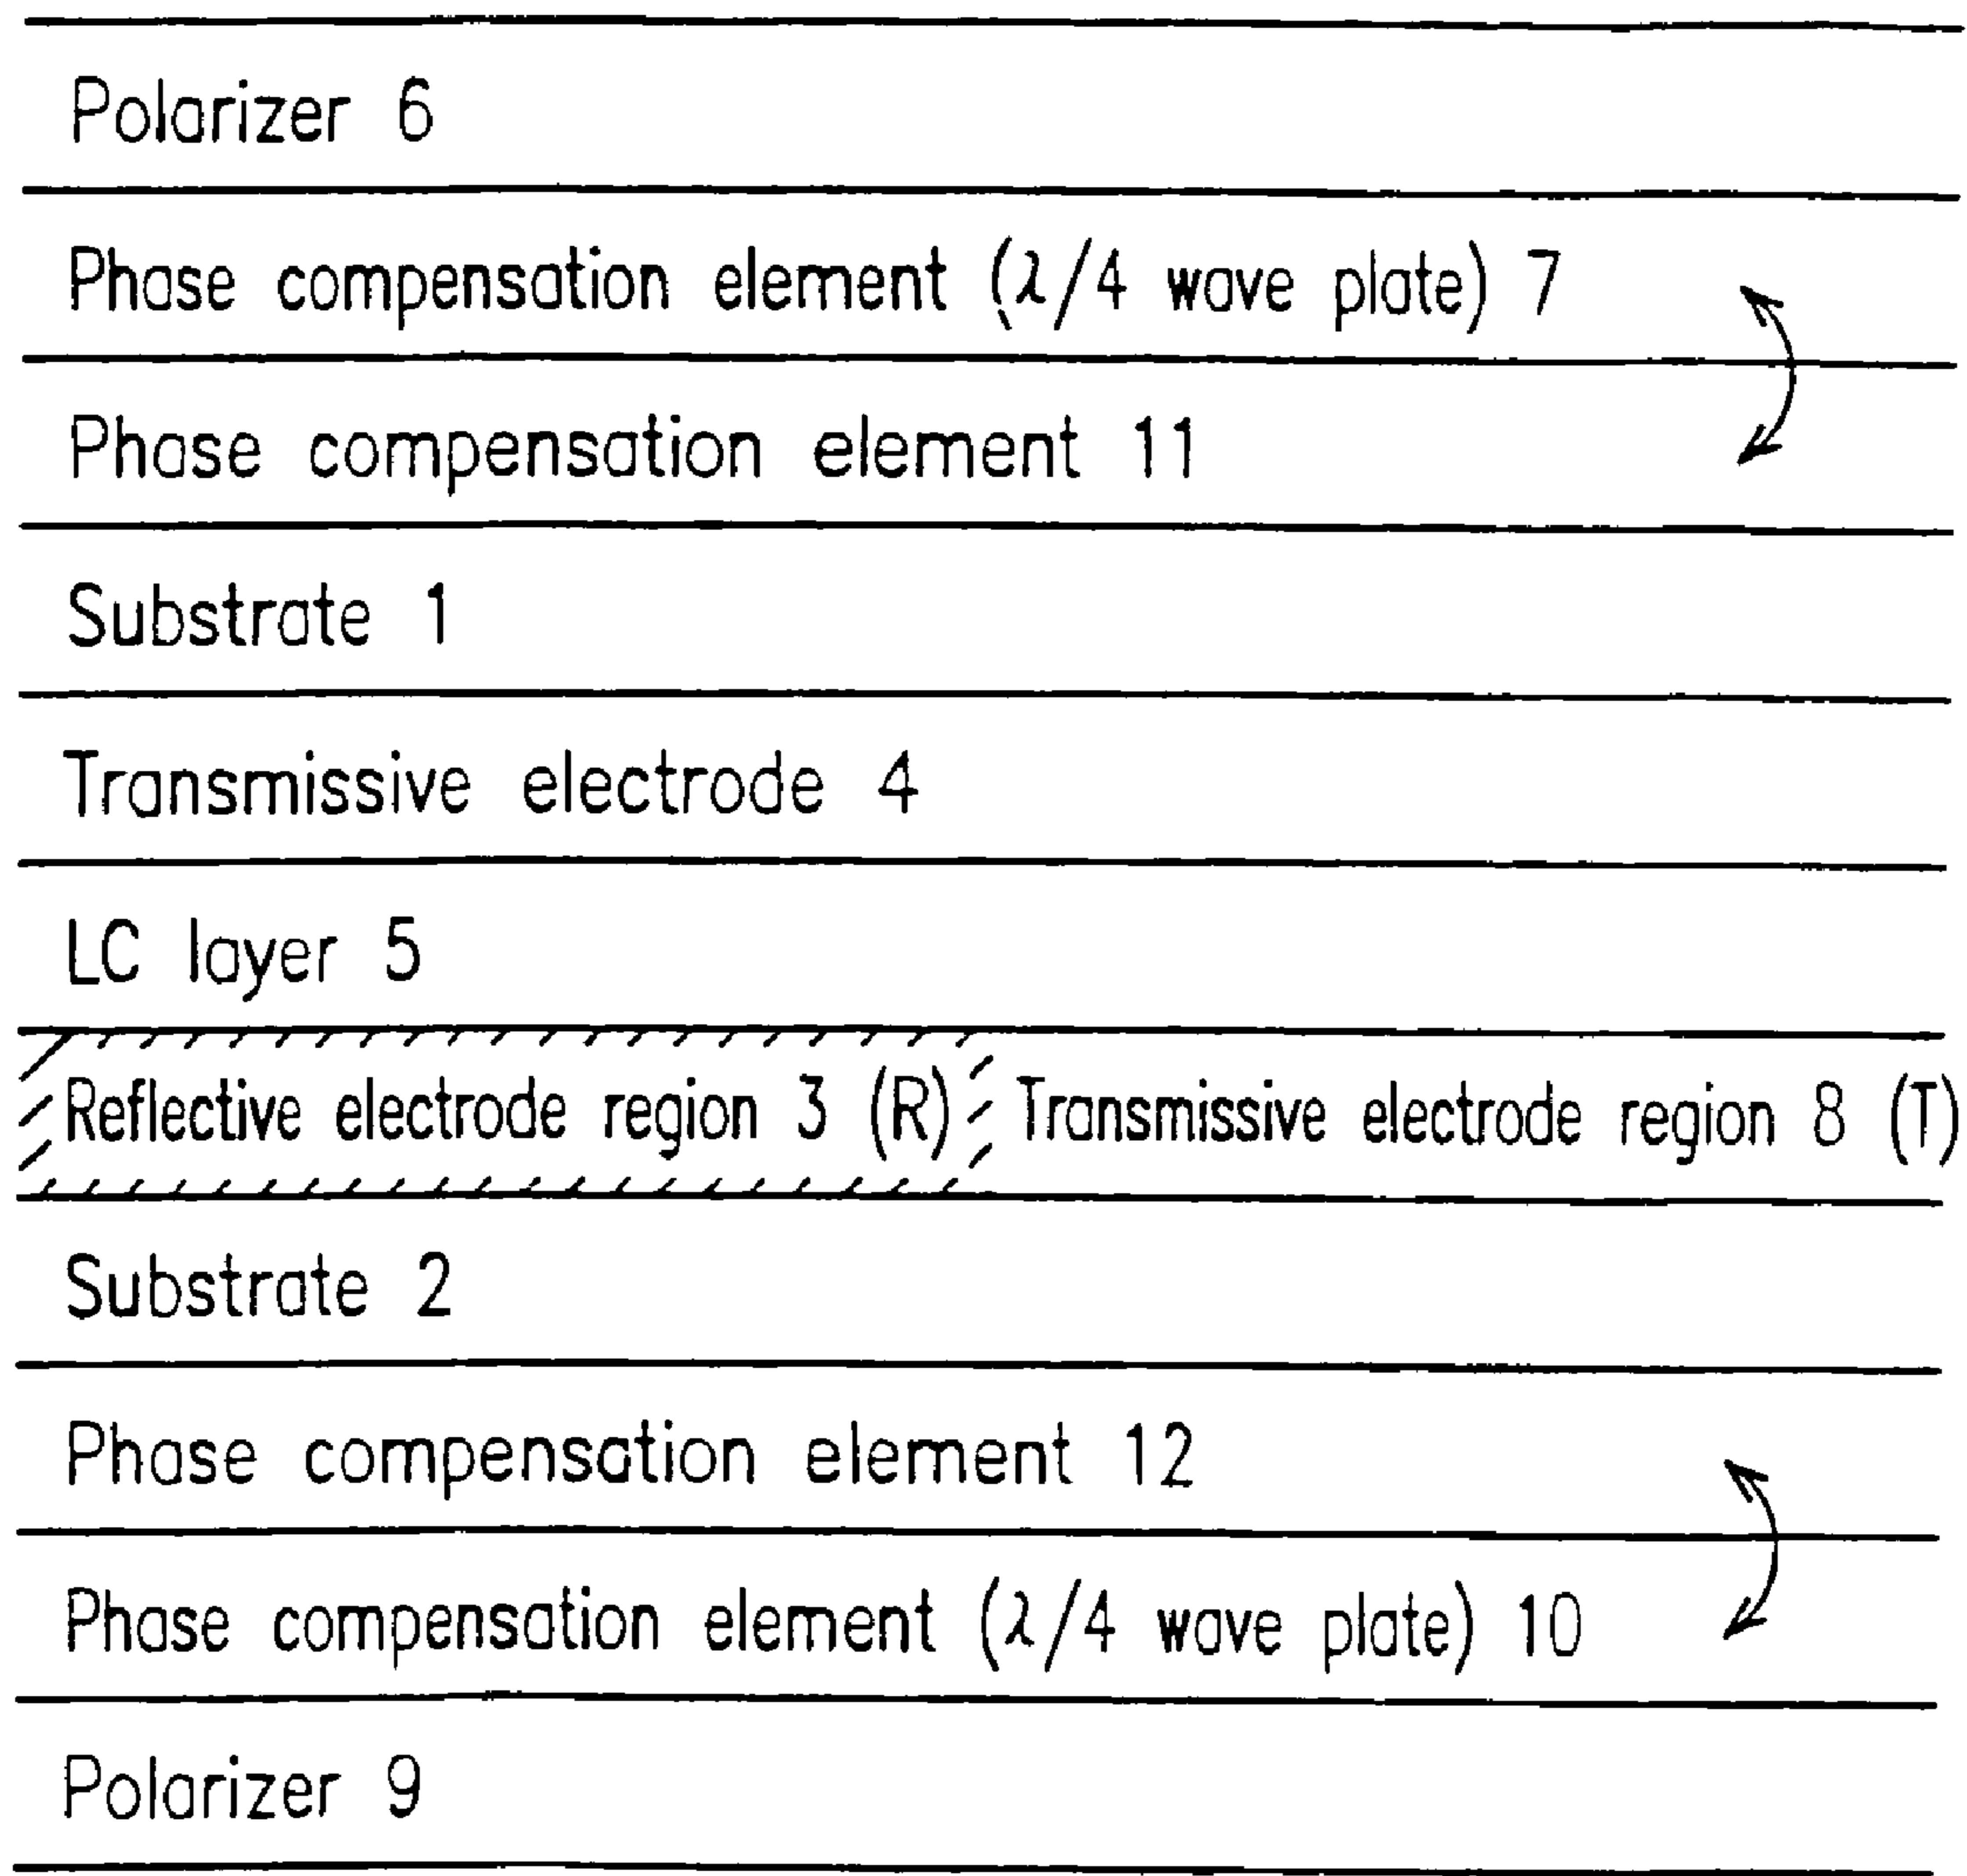 Polarizer 6
Phase compensation element (λ/4 wave plate) 7
Phase compensation element 11
Substrate 1
Transmissive electrode 4
LC layer 5
Reflective electrode region 3 (R) Transmissive electrode region 8 (T)
Substrate 2
Phase compensation element 12
Phase compensation element (λ/4 wave plate) 10
Polarizer 9